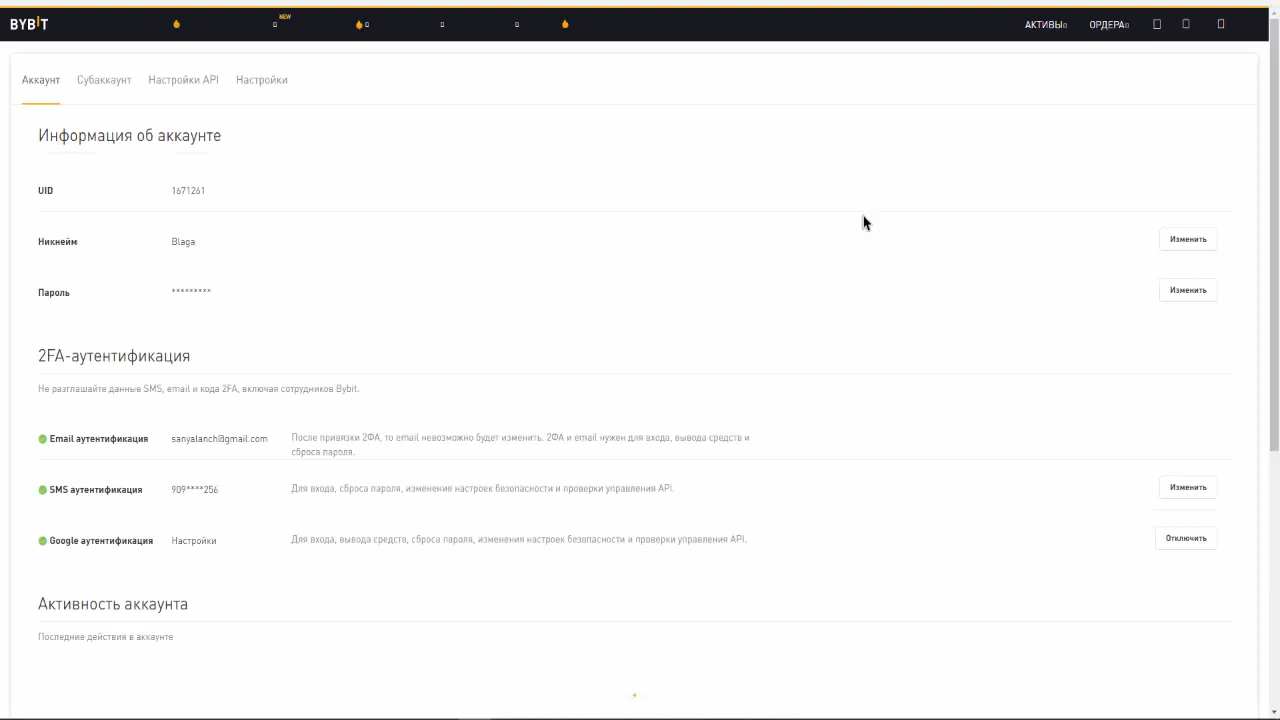 BYBIT
NEW
АКТИВЫ
ОРДЕРА
Аккаунт Субаккаунт Настройки API Настройки
Информация об аккаунте
UID 1671261
Никнейм Blaga Изменить
Пароль ********* Изменить
2FA-аутентификация
Не разглашайте данные SMS, email и кода 2FA, включая сотрудников Bybit.
Email аутентификация sanyalanch@gmail.com После привязки 2ФА, то email невозможно будет изменить. 2ФА и email нужен для входа, вывода средств и
сброса пароля.
SMS аутентификация 909****256 Для входа, сброса пароля, изменения настроек безопасности и проверки управления API. Изменить
Google аутентификация Настройки Для входа, вывода средств, сброса пароля, изменения настроек безопасности и проверки управления API. Отключить
Активность аккаунта
Последние действия в аккаунте